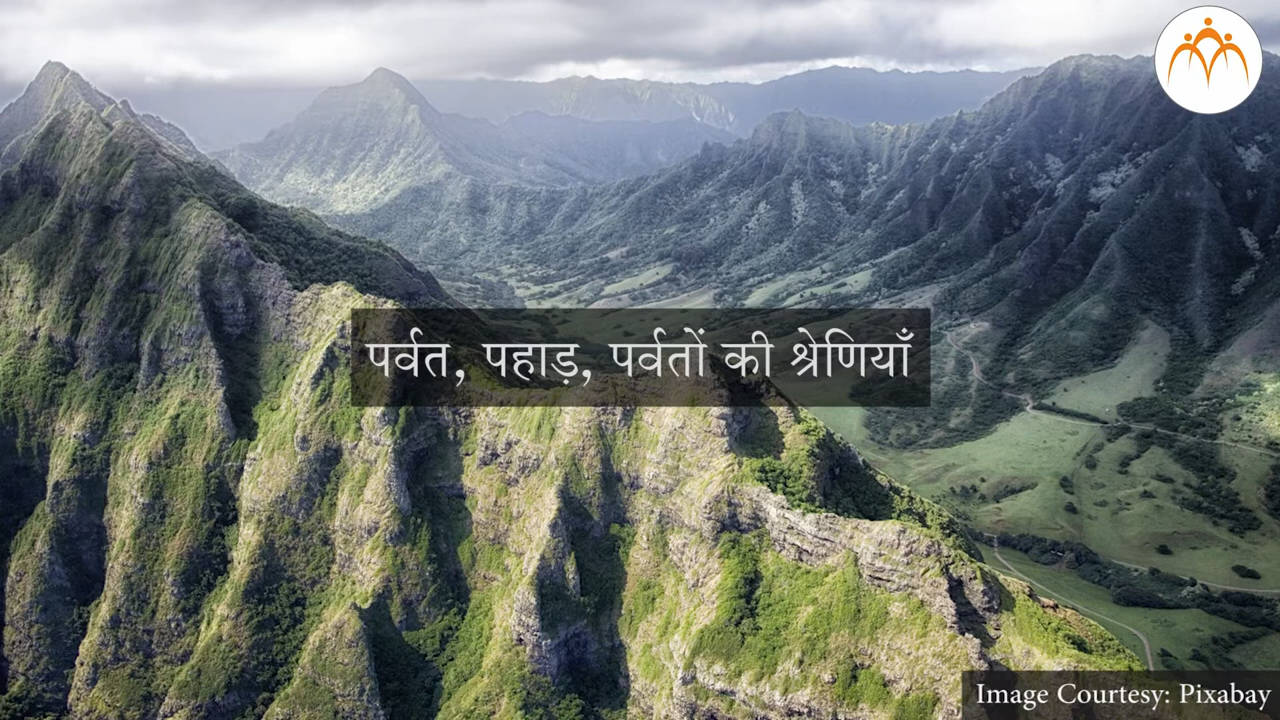 पर्वत, पहाड़, पर्वतों की श्रेणियाँ
Image Courtesy: Pixabay